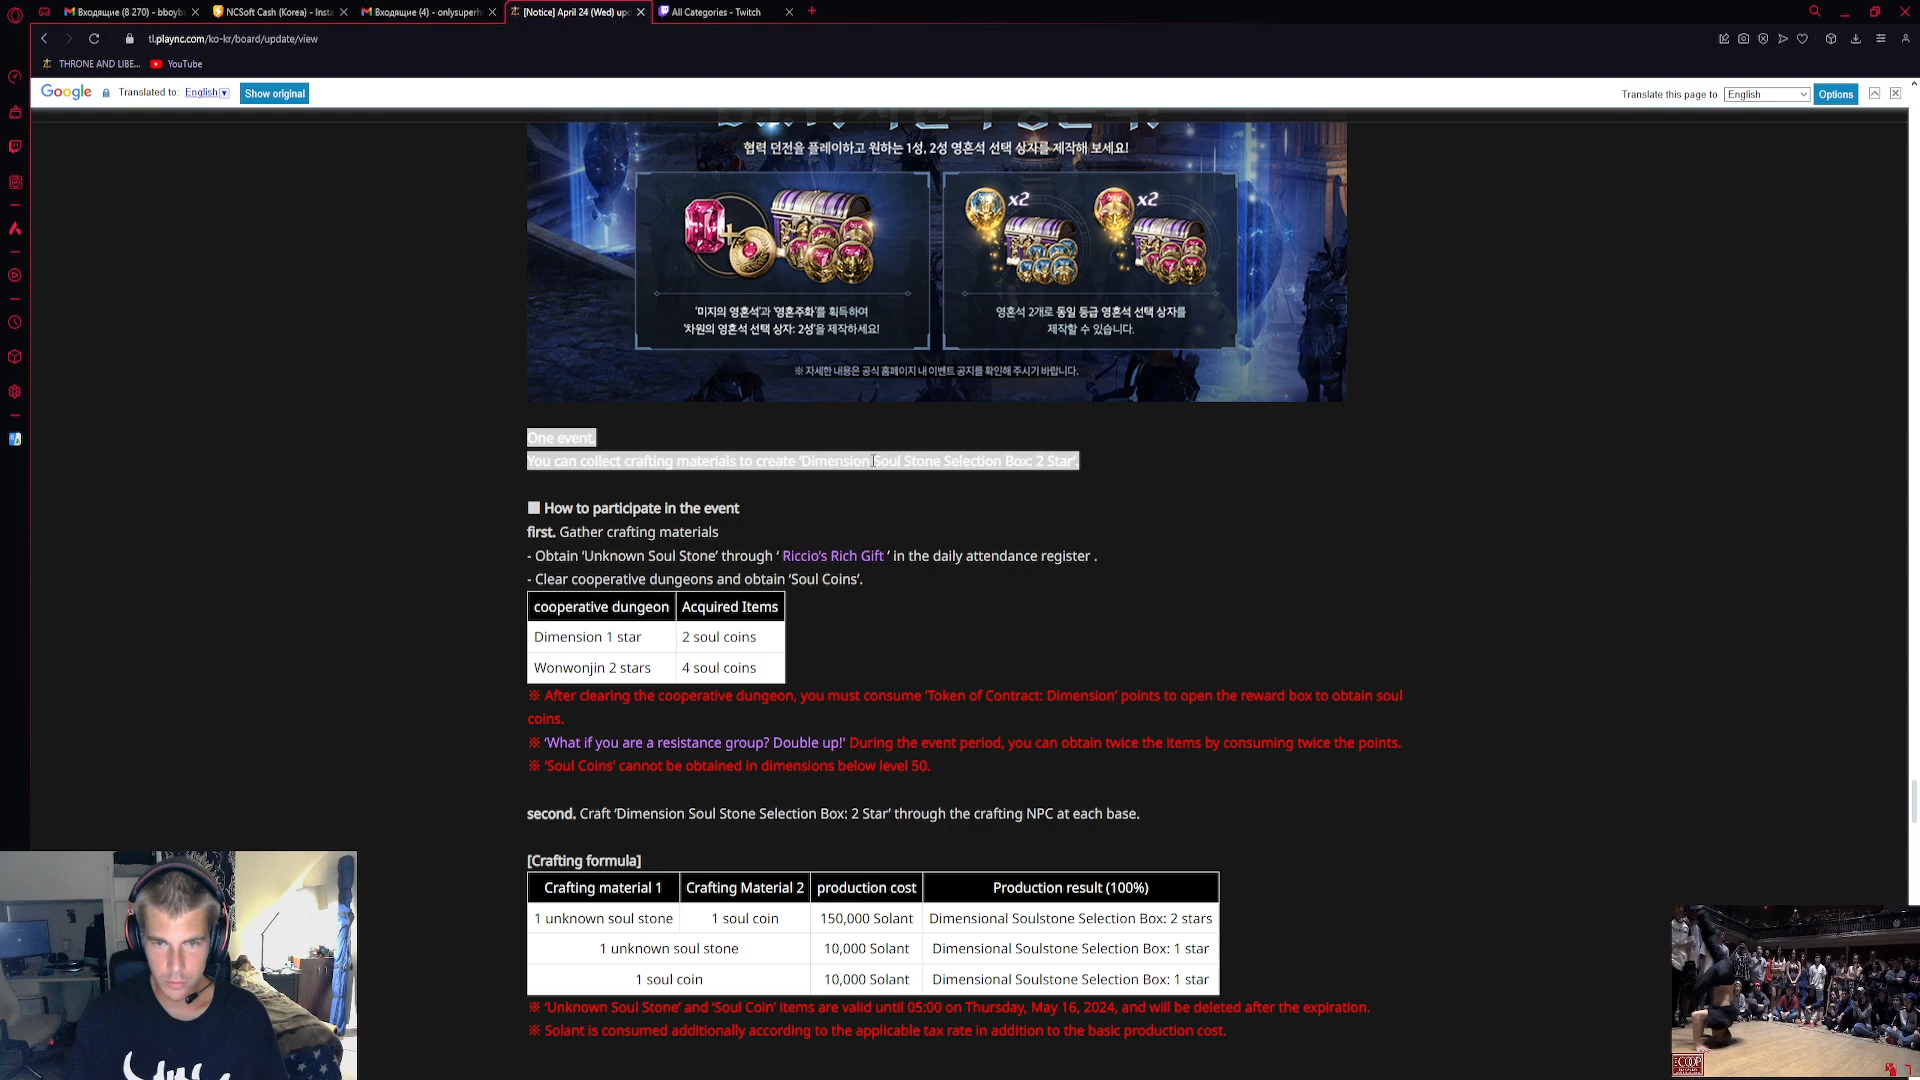 Входящие (8 270) - bboyb
NCSoft Cash (Korea) - Insta
Входящие (4) - onlysuperh
[Notice] April 24 (Wed) upd
All Categories - Twitch
tl.plaync.com/ko-kr/board/update/view
THRONE AND LIBE...
YouTube
Google
Translated to: English
Show original
Translate this page to
English
Options
협력 던전을 플레이하고 원하는 1성, 2성 영혼석 선택 상자를 제작해 보세요!
x2
x2
'미지의 영혼석'과 '영혼주화'를 획득하여
'차원의 영혼석 선택 상자: 2성'을 제작하세요!
영혼석 2개로 동일 등급 영혼석 선택 상자를
제작할 수 있습니다.
※ 자세한 내용은 공식 홈페이지 내 이벤트 공지를 확인해 주시기 바랍니다.
One event.
You can collect crafting materials to create ‘Dimension Soul Stone Selection Box: 2 Star’.
■ How to participate in the event
first. Gather crafting materials
- Obtain ‘Unknown Soul Stone’ through ‘ Riccio’s Rich Gift ’ in the daily attendance register .
- Clear cooperative dungeons and obtain ‘Soul Coins’.
cooperative dungeon Acquired Items
Dimension 1 star 2 soul coins
Wonwonjin 2 stars 4 soul coins
※ After clearing the cooperative dungeon, you must consume ‘Token of Contract: Dimension’ points to open the reward box to obtain soul
coins.
※ ‘What if you are a resistance group? Double up!’ During the event period, you can obtain twice the items by consuming twice the points.
※ ‘Soul Coins’ cannot be obtained in dimensions below level 50.
second. Craft ‘Dimension Soul Stone Selection Box: 2 Star’ through the crafting NPC at each base.
[Crafting formula]
Crafting material 1 Crafting Material 2 production cost Production result (100%)
1 unknown soul stone 1 soul coin 150,000 Solant Dimensional Soulstone Selection Box: 2 stars
1 unknown soul stone 10,000 Solant Dimensional Soulstone Selection Box: 1 star
1 soul coin 10,000 Solant Dimensional Soulstone Selection Box: 1 star
※ ‘Unknown Soul Stone’ and ‘Soul Coin’ items are valid until 05:00 on Thursday, May 16, 2024, and will be deleted after the expiration.
※ Solant is consumed additionally according to the applicable tax rate in addition to the basic production cost.
COOP